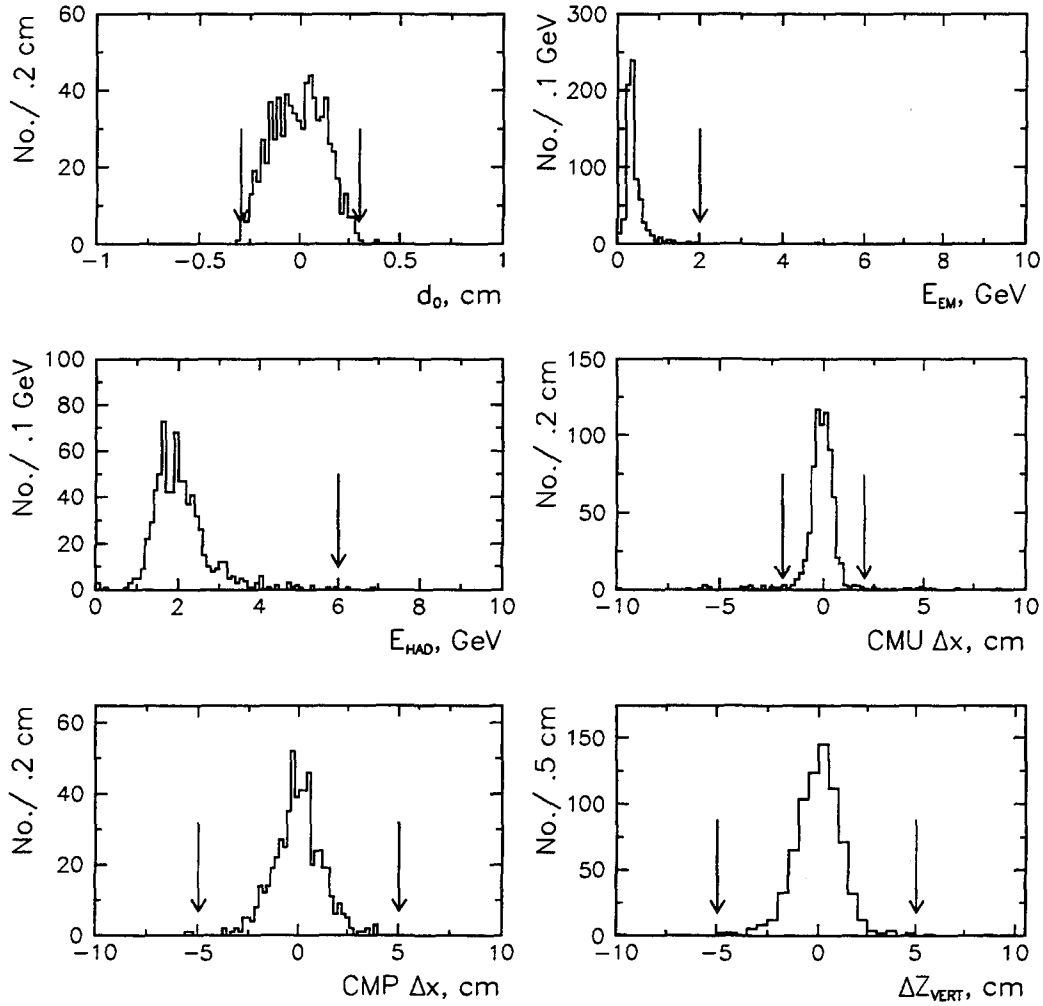 No./ .2 cm
60
40
20
0
-1 -0.5 0 0.5 1
d₀, cm
No./ .1 GeV
300
200
100
0
0 2 4 6 8 10
E_EM, GeV
No./ .1 GeV
100
80
60
40
20
0
0 2 4 6 8 10
E_HAD, GeV
No./ .2 cm
150
100
50
0
-10 -5 0 5 10
CMU Δx, cm
No./ .2 cm
60
40
20
0
-10 -5 0 5 10
CMP Δx, cm
No./ .5 cm
150
100
50
0
-10 -5 0 5 10
ΔZ_VERT, cm